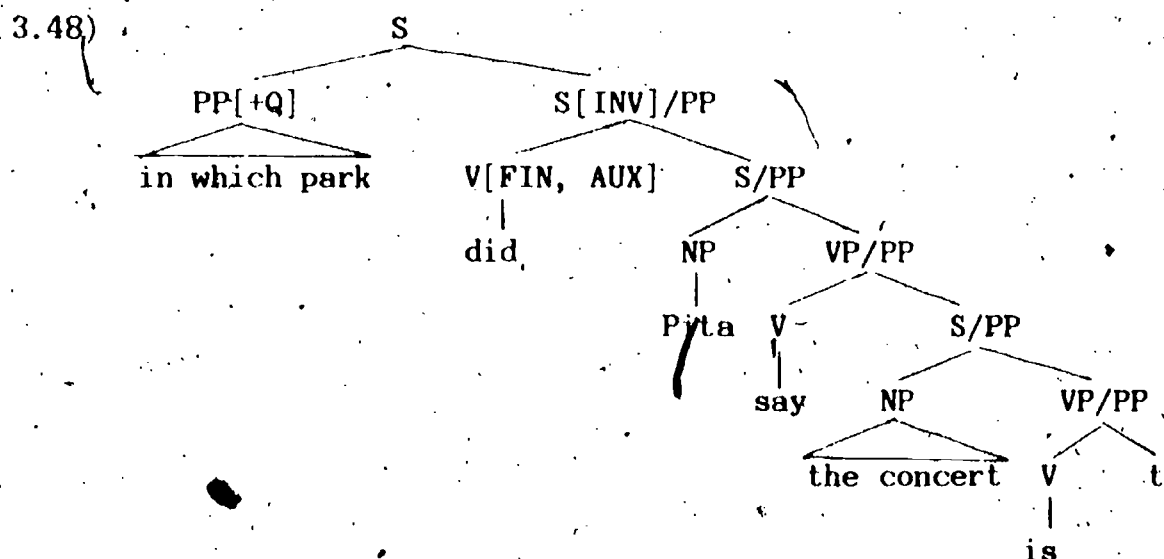 3.48) S
PP[+Q] S[INV]/PP
in which park V[FIN, AUX] S/PP
did NP VP/PP
Pita V S/PP
say NP VP/PP
the concert V t
is